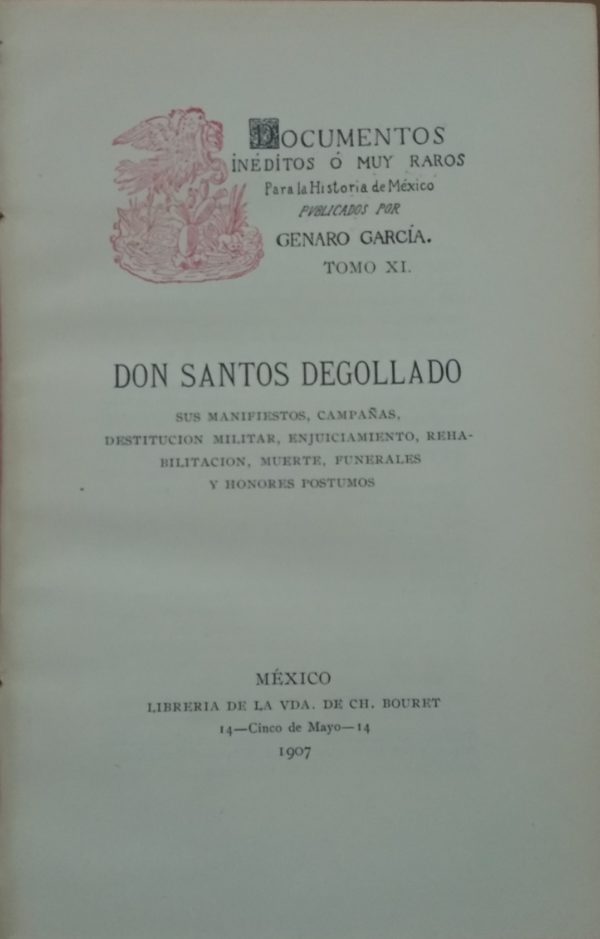 DOCUMENTOS
INÉDITOS Ó MUY RAROS
Para la Historia de México
PVBLICADOS POR
GENARO GARCÍA.
TOMO XI.
DON SANTOS DEGOLLADO
SUS MANIFIESTOS, CAMPAÑAS,
DESTITUCION MILITAR, ENJUICIAMIENTO, REHA-
BILITACION, MUERTE, FUNERALES
Y HONORES POSTUMOS
MÉXICO
LIBRERIA DE LA VDA. DE CH. BOURET
14—Cinco de Mayo—14
1907